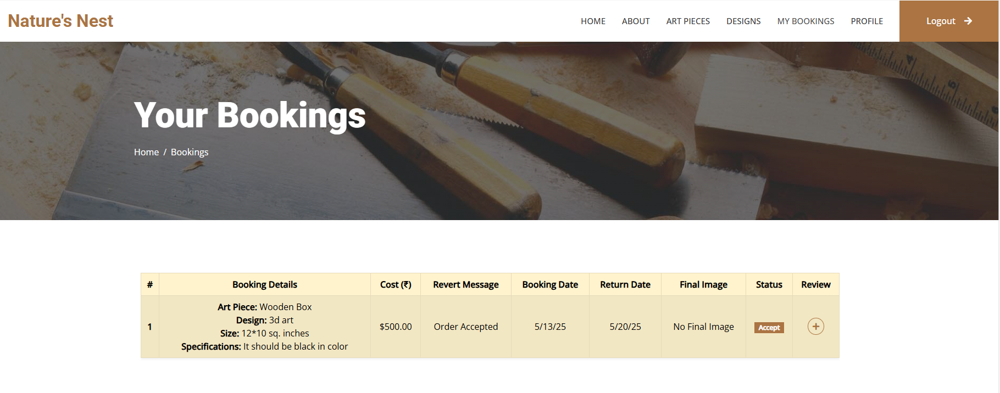 Nature's Nest
HOME ABOUT ART PIECES DESIGNS MY BOOKINGS PROFILE Logout
Your Bookings
Home / Bookings
# Booking Details Cost (₹) Revert Message Booking Date Return Date Final Image Status Review
Art Piece: Wooden Box
Design: 3d art
Size: 12*10 sq. inches
Specifications: It should be black in color
1 $500.00 Order Accepted 5/13/25 5/20/25 No Final Image Accept
4
5